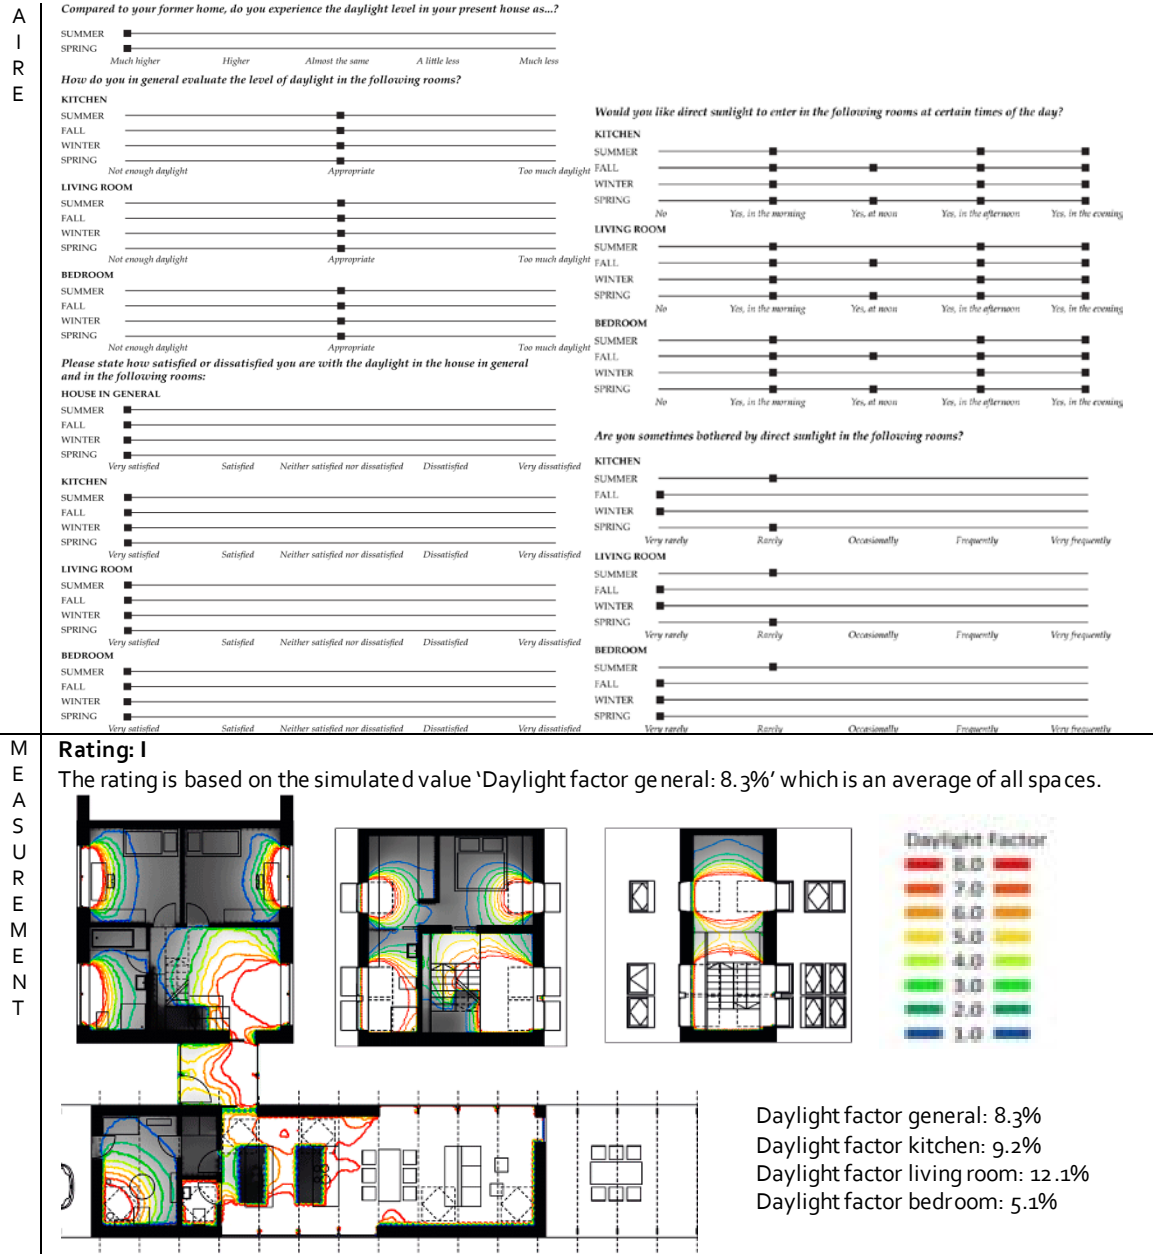 A
I
R
E
Compared to your former home, do you experience the daylight level in your present house as...?
SUMMER
SPRING
Much higher Higher Almost the same A little less Much less
How do you in general evaluate the level of daylight in the following rooms?
KITCHEN
SUMMER
FALL
WINTER
SPRING
Not enough daylight Appropriate Too much daylight
LIVING ROOM
SUMMER
FALL
WINTER
SPRING
Not enough daylight Appropriate Too much daylight
BEDROOM
SUMMER
FALL
WINTER
SPRING
Not enough daylight Appropriate Too much daylight
Please state how satisfied or dissatisfied you are with the daylight in the house in general
and in the following rooms:
HOUSE IN GENERAL
SUMMER
FALL
WINTER
SPRING
Very satisfied Satisfied Neither satisfied nor dissatisfied Dissatisfied Very dissatisfied
KITCHEN
SUMMER
FALL
WINTER
SPRING
Very satisfied Satisfied Neither satisfied nor dissatisfied Dissatisfied Very dissatisfied
LIVING ROOM
SUMMER
FALL
WINTER
SPRING
Very satisfied Satisfied Neither satisfied nor dissatisfied Dissatisfied Very dissatisfied
BEDROOM
SUMMER
FALL
WINTER
SPRING
Very satisfied Satisfied Neither satisfied nor dissatisfied Dissatisfied Very dissatisfied
Would you like direct sunlight to enter in the following rooms at certain times of the day?
KITCHEN
SUMMER
FALL
WINTER
SPRING
No Yes, in the morning Yes, at noon Yes, in the afternoon Yes, in the evening
LIVING ROOM
SUMMER
FALL
WINTER
SPRING
No Yes, in the morning Yes, at noon Yes, in the afternoon Yes, in the evening
BEDROOM
SUMMER
FALL
WINTER
SPRING
No Yes, in the morning Yes, at noon Yes, in the afternoon Yes, in the evening
Are you sometimes bothered by direct sunlight in the following rooms?
KITCHEN
SUMMER
FALL
WINTER
SPRING
Very rarely Rarely Occasionally Frequently Very frequently
LIVING ROOM
SUMMER
FALL
WINTER
SPRING
Very rarely Rarely Occasionally Frequently Very frequently
BEDROOM
SUMMER
FALL
WINTER
SPRING
Very rarely Rarely Occasionally Frequently Very frequently
M
E
A
S
U
R
E
M
E
N
T
Rating: I
The rating is based on the simulated value ‘Daylight factor general: 8.3%’ which is an average of all spaces.
Daylight Factor
8.0
7.0
6.0
5.0
4.0
3.0
2.0
1.0
Daylight factor general: 8.3%
Daylight factor kitchen: 9.2%
Daylight factor living room: 12.1%
Daylight factor bedroom: 5.1%